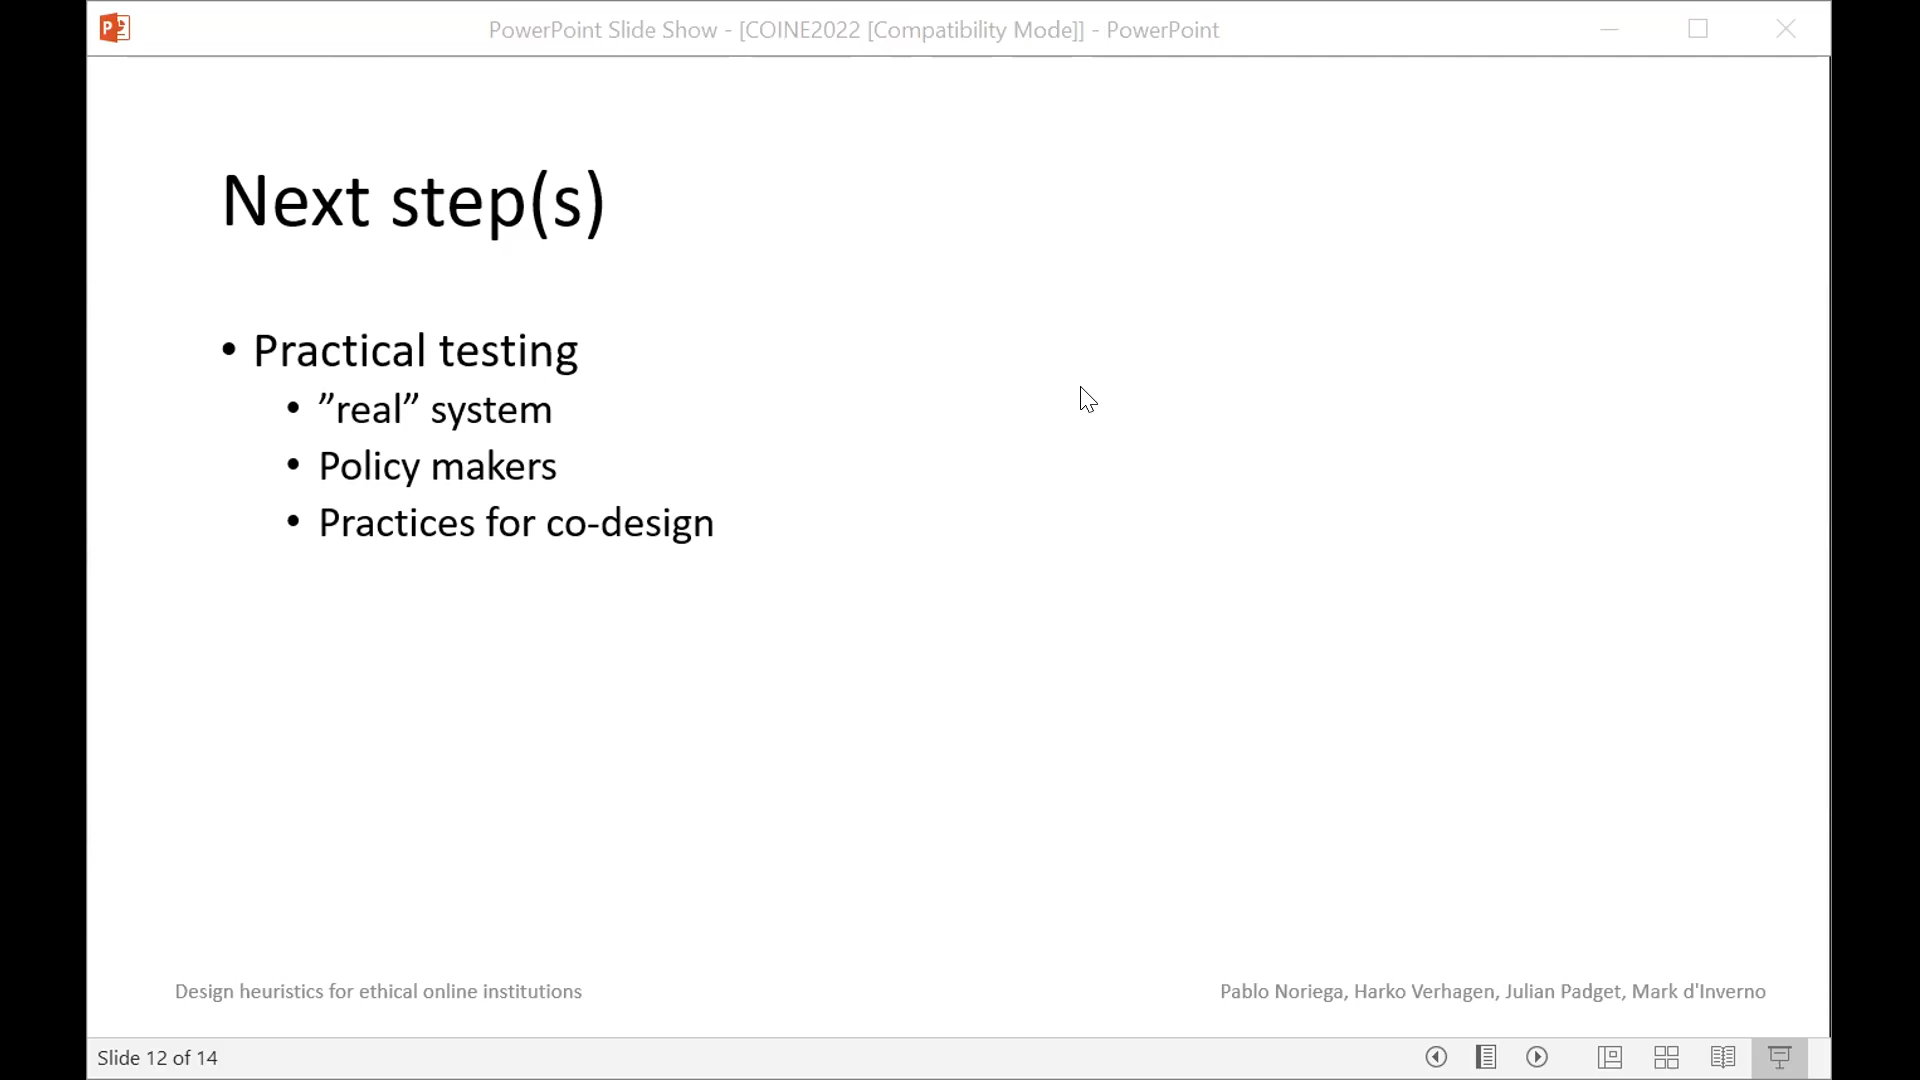 PowerPoint Slide Show - [COINE2022 [Compatibility Mode]] - PowerPoint
Next step(s)
• Practical testing
• ”real” system
• Policy makers
• Practices for co-design
Design heuristics for ethical online institutions
Pablo Noriega, Harko Verhagen, Julian Padget, Mark d'Inverno
Slide 12 of 14